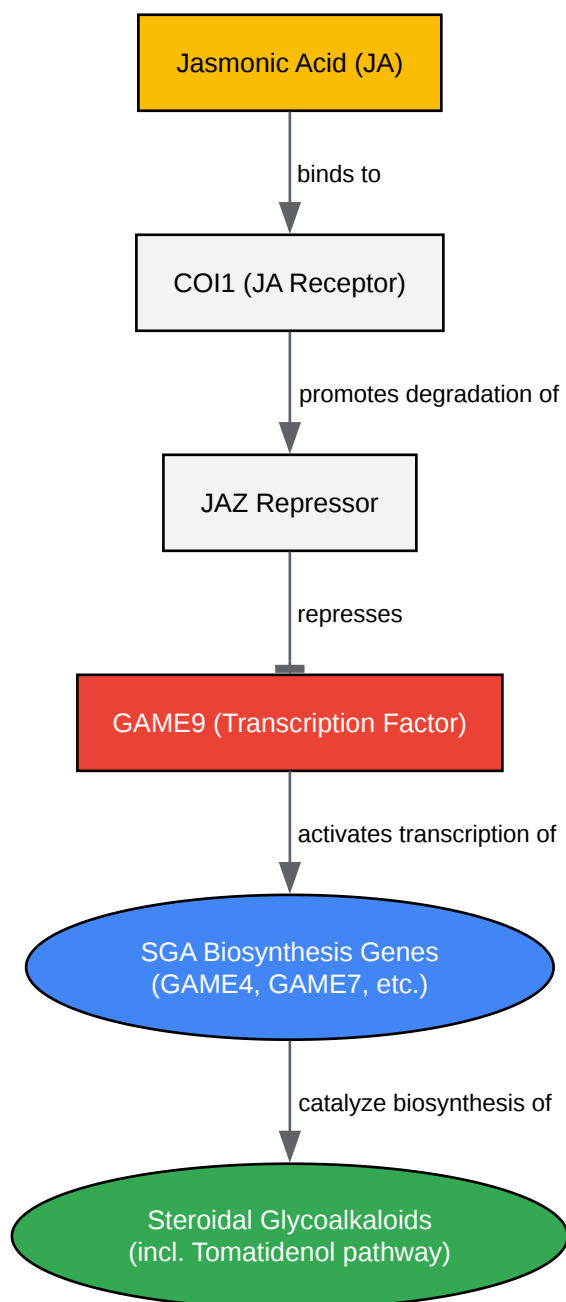 Jasmonic Acid (JA)
binds to
COI1 (JA Receptor)
promotes degradation of
JAZ Repressor
represses
GAME9 (Transcription Factor)
activates transcription of
SGA Biosynthesis Genes
(GAME4, GAME7, etc.)
catalyze biosynthesis of
Steroidal Glycoalkaloids
(incl. Tomatidenol pathway)